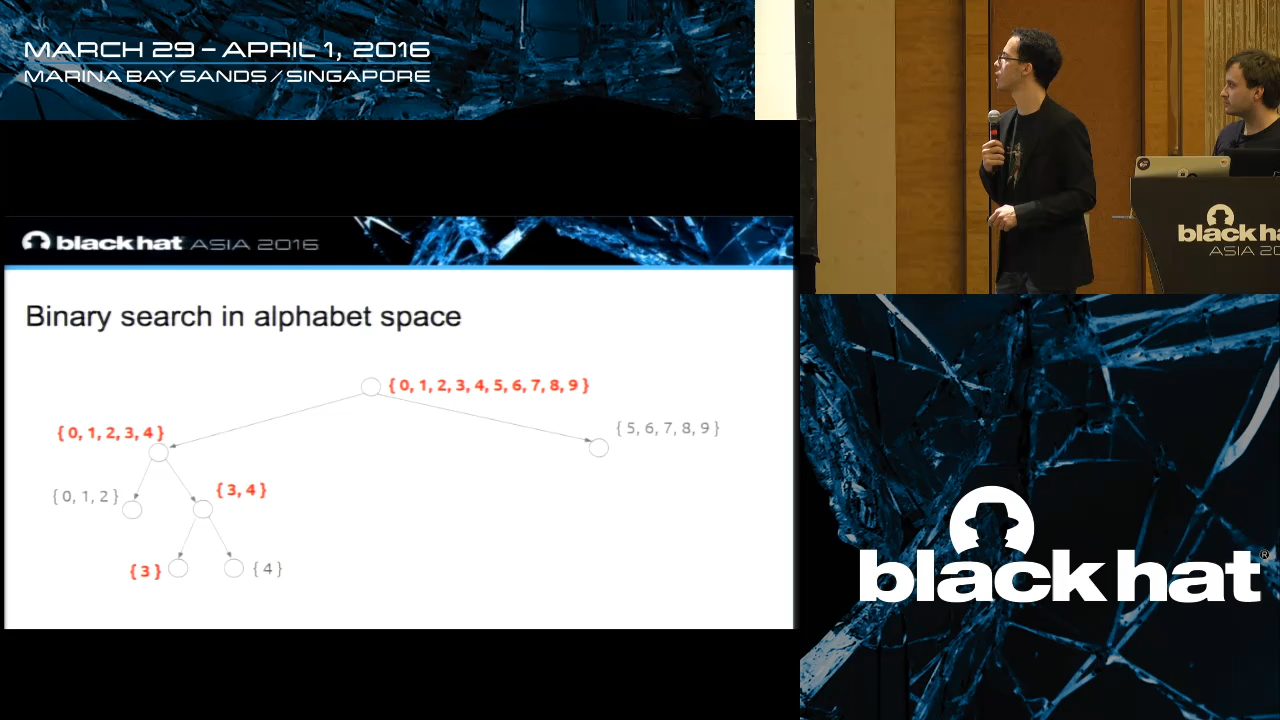 MARCH 29 – APRIL 1, 2016
MARINA BAY SANDS / SINGAPORE
black hat ASIA 2016
Binary search in alphabet space
{ 0, 1, 2, 3, 4, 5, 6, 7, 8, 9 }
{ 0, 1, 2, 3, 4 }
{ 5, 6, 7, 8, 9 }
{ 0, 1, 2 }
{ 3, 4 }
{ 3 }
{ 4 }
black ha
ASIA 20
black hat®